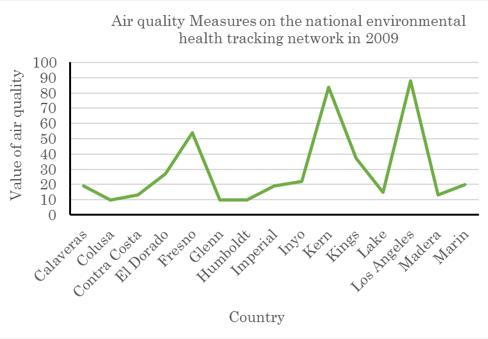 Air quality Measures on the national environmental
health tracking network in 2009
Value of air quality
100
90
80
70
60
50
40
30
20
10
0
Calaveras
Colusa
Contra Costa
El Dorado
Fresno
Glenn
Humboldt
Imperial
Inyo
Kern
Kings
Lake
Los Angeles
Madera
Marin
Country